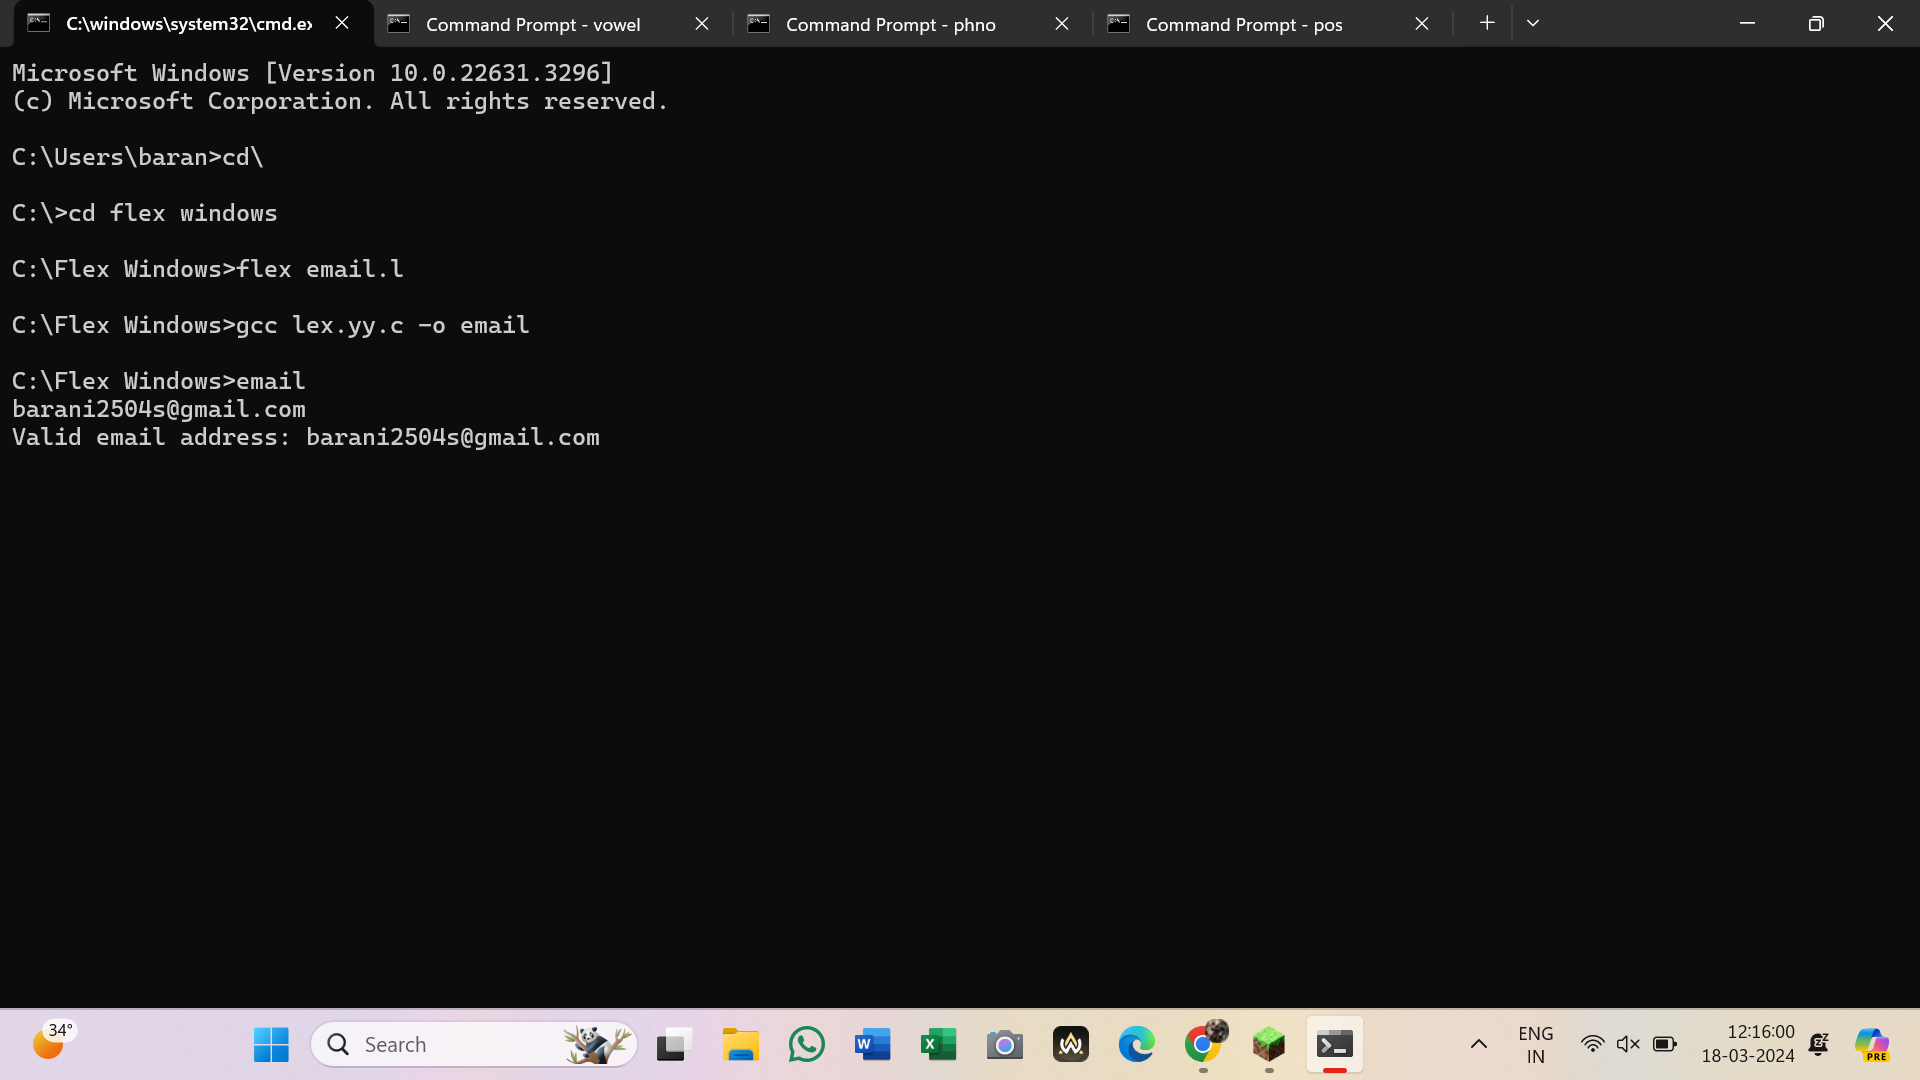 C:\windows\system32\cmd.ex
Command Prompt - vowel
Command Prompt - phno
Command Prompt - pos
Microsoft Windows [Version 10.0.22631.3296]
(c) Microsoft Corporation. All rights reserved.
C:\Users\baran>cd\
C:\>cd flex windows
C:\Flex Windows>flex email.l
C:\Flex Windows>gcc lex.yy.c -o email
C:\Flex Windows>email
barani2504s@gmail.com
Valid email address: barani2504s@gmail.com
34°
Search
ENG
IN
12:16:00
18-03-2024
PRE